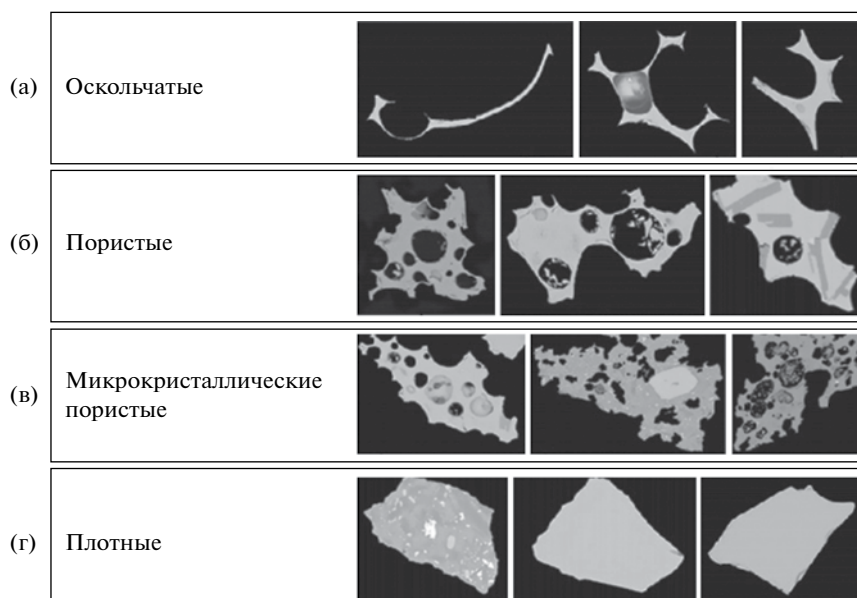 (а) Оскольчатые
(б) Пористые
(в) Микрокристаллические
пористые
(г) Плотные